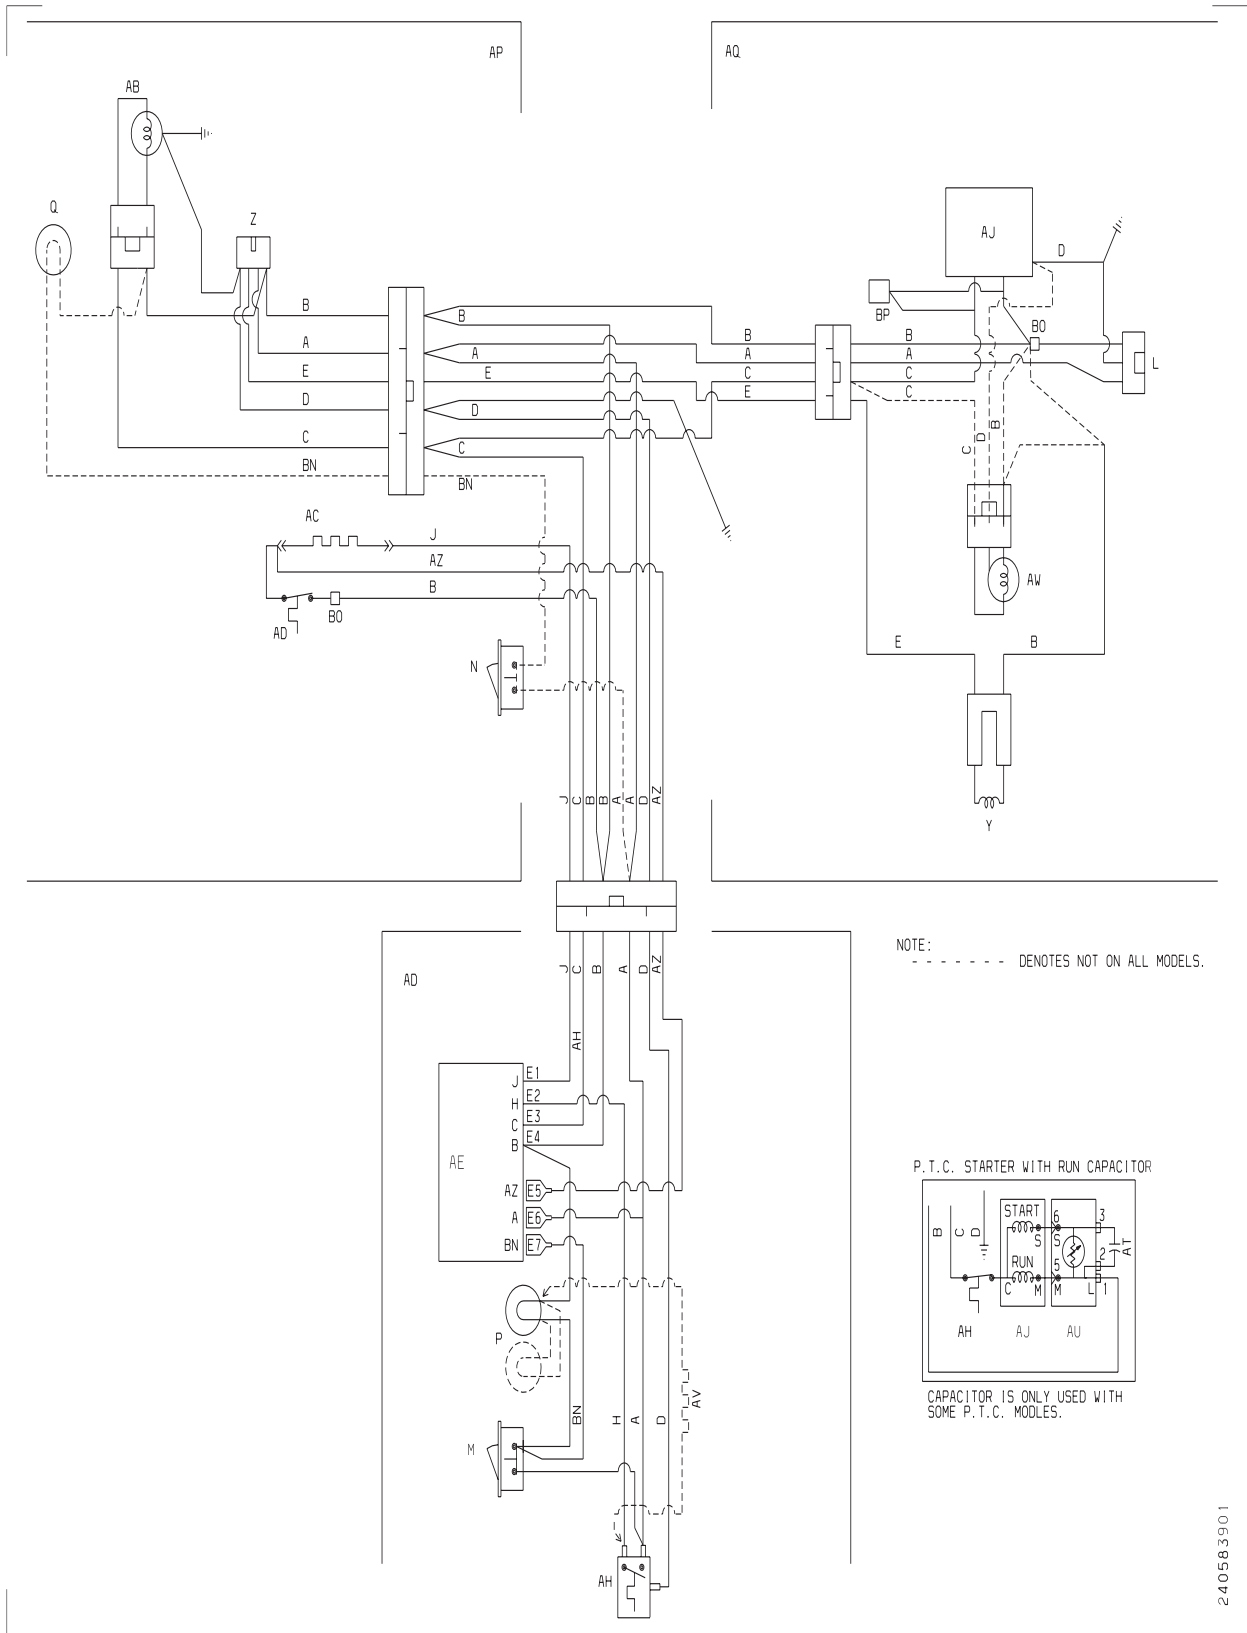 AP
AQ
AB
Q
Z
AJ
D
BP
BO
L
B
B
A
A
E
E
D
D
C
C
BN
BN
B
A
C
E
B
A
C
C
C
D
B
AC
J
AZ
B
AD
BO
AW
N
E
B
Y
J
C
B
B
A
A
D
AZ
NOTE:
- - - - - - - DENOTES NOT ON ALL MODELS.
AD
J
C
B
A
D
AZ
AH
J E1
H E2
C E3
B E4
AE
AZ E5
A E6
BN E7
P
BN
H
A
D
AV
M
AH
P.T.C. STARTER WITH RUN CAPACITOR
B
C
D
START
6
3
S
S
2
AT
RUN
5
C
M
M
L
1
AH
AJ
AU
CAPACITOR IS ONLY USED WITH
SOME P.T.C. MODLES.
240583901